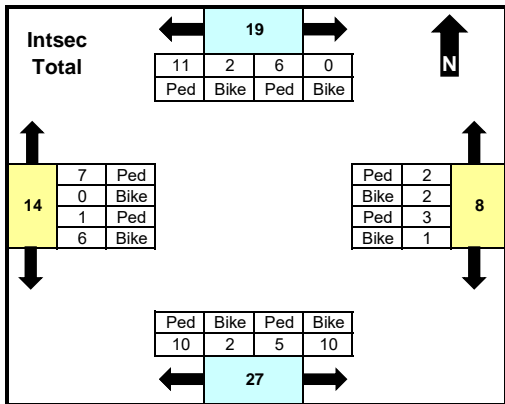 Intsec
Total
19
N
11 2 6 0
Ped Bike Ped Bike
14
7 Ped
0 Bike
1 Ped
6 Bike
Ped 2
Bike 2
Ped 3
Bike 1
8
Ped Bike Ped Bike
10 2 5 10
27